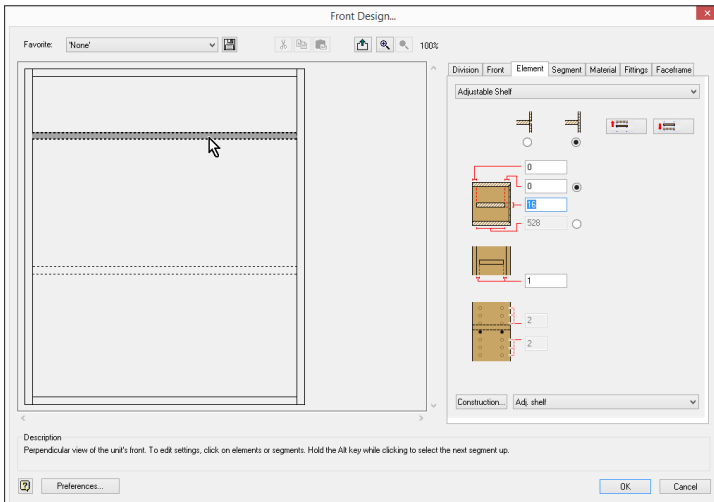 Front Design...
Favorite: 'None' 100%
Division Front Element Segment Material Fittings Faceframe
Adjustable Shelf
0
0
16
528
1
2
2
Construction... Adj. shelf
Description
Perpendicular view of the unit's front. To edit settings, click on elements or segments. Hold the Alt key while clicking to select the next segment up.
Preferences... OK Cancel